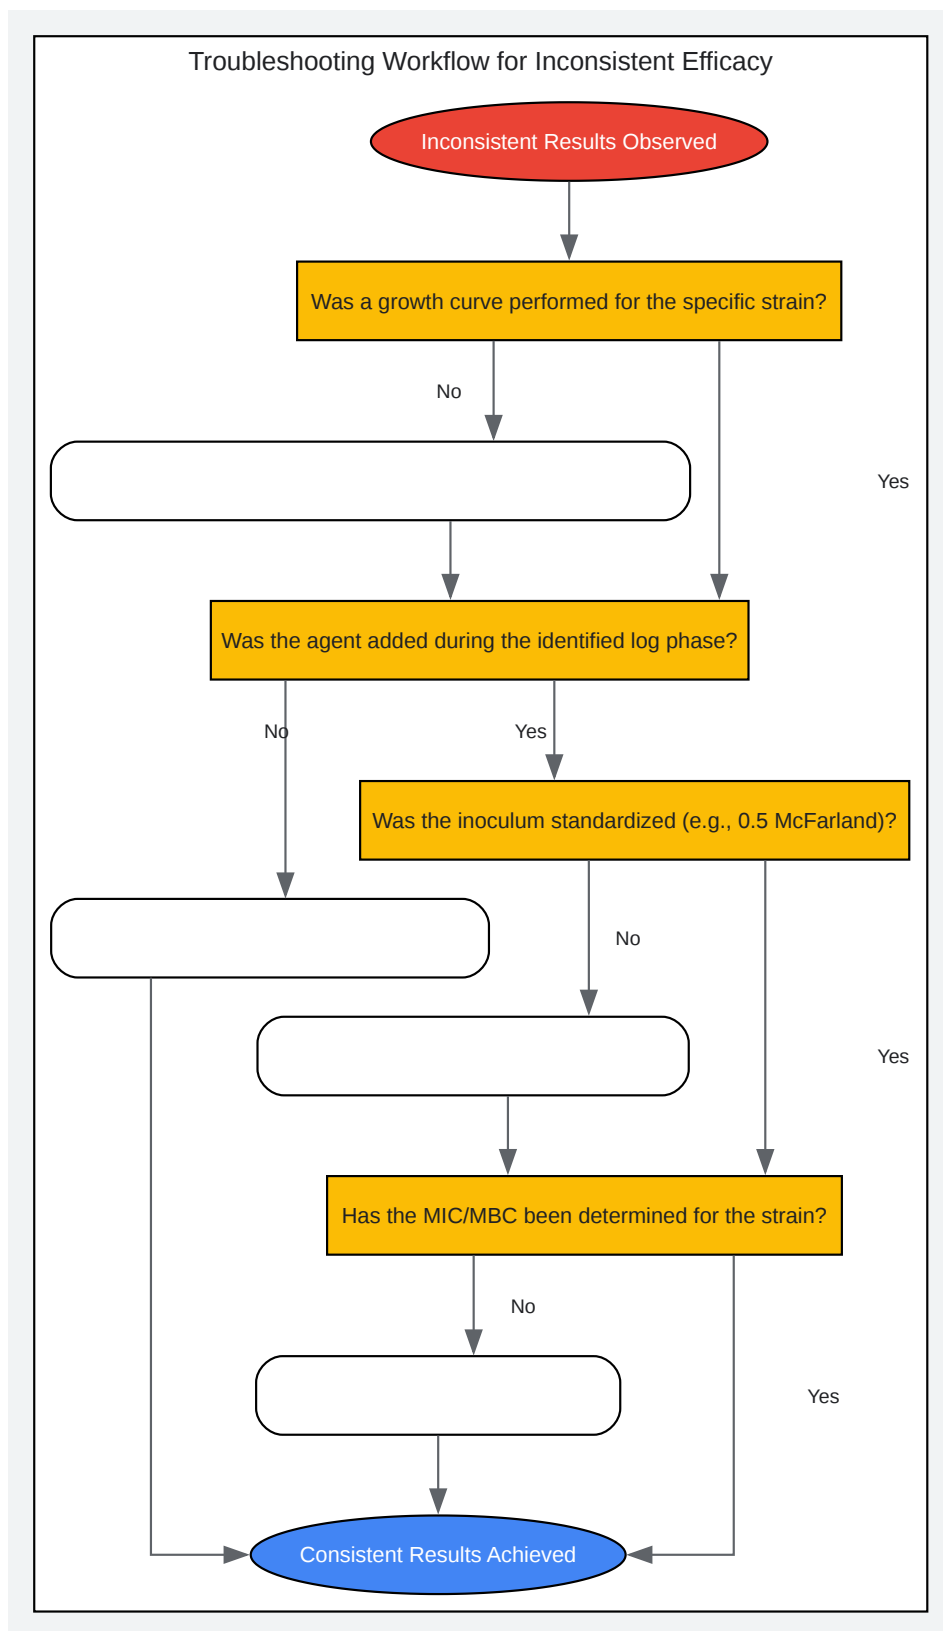 Troubleshooting Workflow for Inconsistent Efficacy
Inconsistent Results Observed
Was a growth curve performed for the specific strain?
No
Yes
Was the agent added during the identified log phase?
No
Yes
Was the inoculum standardized (e.g., 0.5 McFarland)?
No
Yes
Has the MIC/MBC been determined for the strain?
No
Yes
Consistent Results Achieved